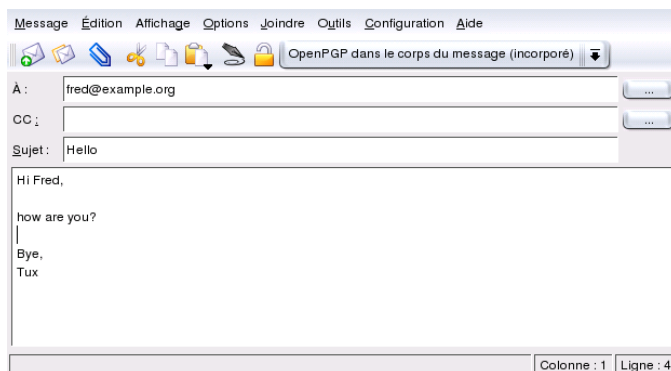 Message Édition Affichage Options Joindre Outils Configuration Aide
OpenPGP dans le corps du message (incorporé)
À : fred@example.org ...
CC : ...
Sujet : Hello
Hi Fred,
how are you?
Bye,
Tux
Colonne : 1 Ligne : 4